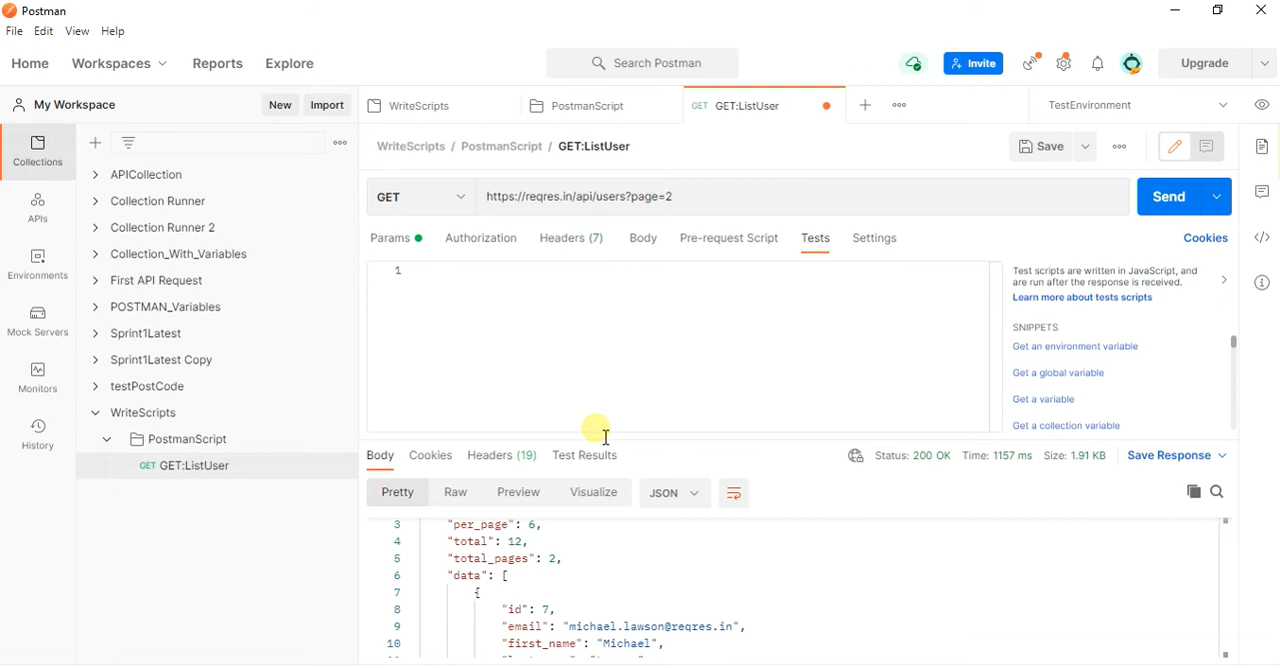 Postman
File Edit View Help
Home Workspaces Reports Explore Search Postman Invite Upgrade
My Workspace New Import WriteScripts PostmanScript GET GET:ListUser TestEnvironment
Collections
APIs
Environments
Mock Servers
Monitors
History
APICollection
Collection Runner
Collection Runner 2
Collection_With_Variables
First API Request
POSTMAN_Variables
Sprint1Latest
Sprint1Latest Copy
testPostCode
WriteScripts
PostmanScript
GET GET:ListUser
WriteScripts / PostmanScript / GET:ListUser Save
GET https://reqres.in/api/users?page=2 Send
Params Authorization Headers (7) Body Pre-request Script Tests Settings Cookies
1
Test scripts are written in JavaScript, and
are run after the response is received.
Learn more about tests scripts
SNIPPETS
Get an environment variable
Get a global variable
Get a variable
Get a collection variable
Body Cookies Headers (19) Test Results Status: 200 OK Time: 1157 ms Size: 1.91 KB Save Response
Pretty Raw Preview Visualize JSON
3 "per_page": 6,
4 "total": 12,
5 "total_pages": 2,
6 "data": [
7 {
8 "id": 7,
9 "email": "michael.lawson@reqres.in",
10 "first_name": "Michael",